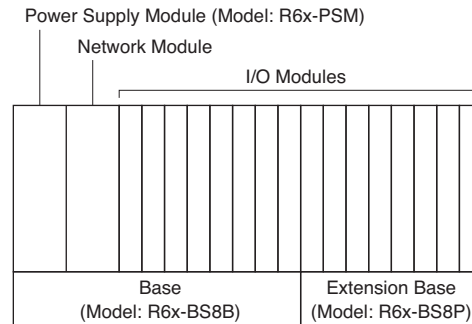 Power Supply Module (Model: R6x-PSM)
Network Module
I/O Modules
Base
(Model: R6x-BS8B)
Extension Base
(Model: R6x-BS8P)